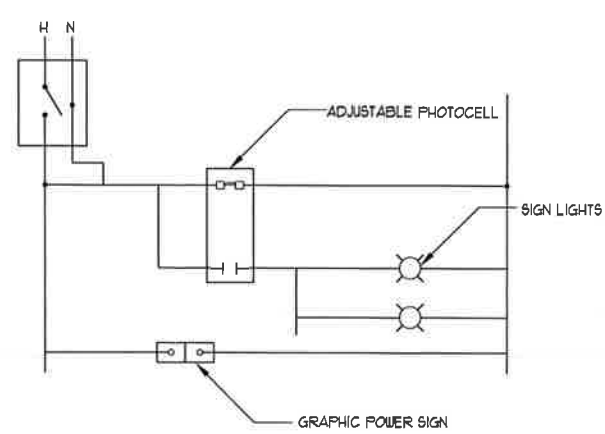 H N
ADJUSTABLE PHOTOCELL
SIGN LIGHTS
GRAPHIC POWER SIGN